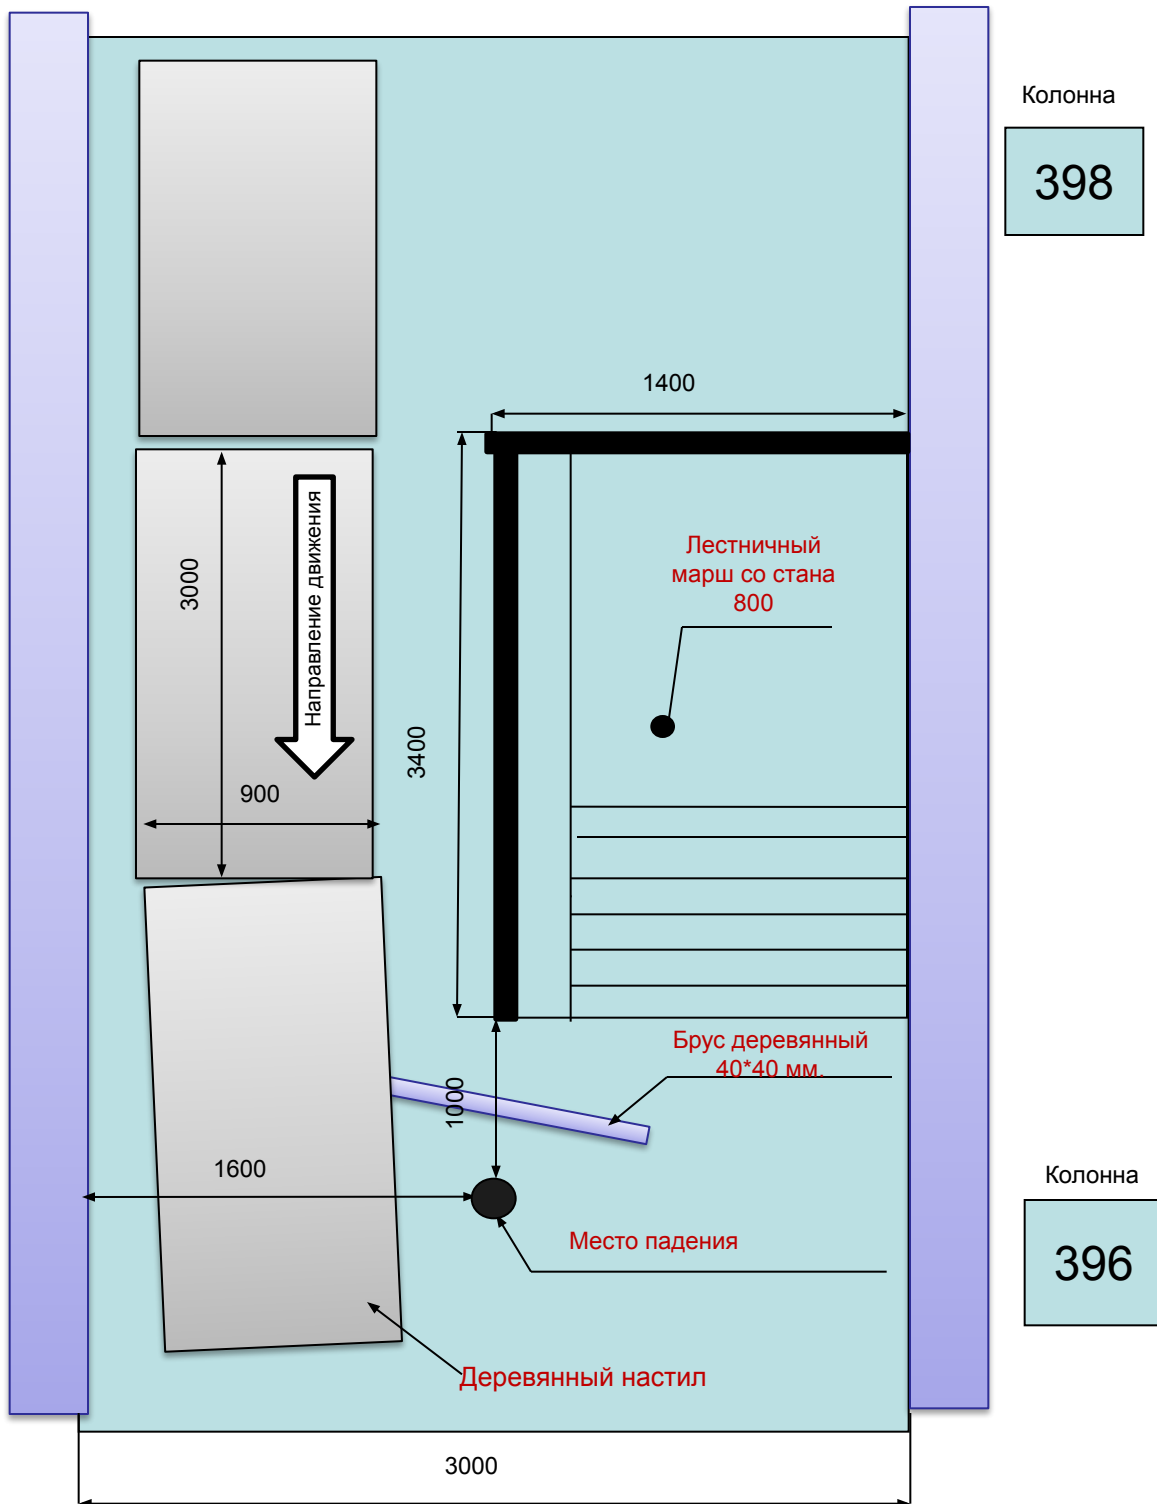 Колонна
398
1400
Лестничный
марш со стана
800
Направление движения
3000
3400
900
Брус деревянный
40*40 мм.
1000
1600
Колонна
396
Место падения
Деревянный настил
3000